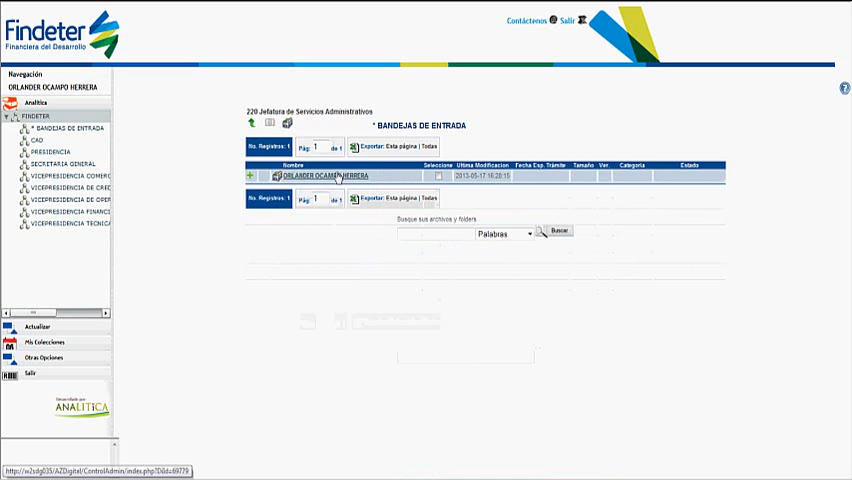 Findeter
Financiera del Desarrollo
Contáctenos Salir
Navegación
ORLANDER OCAMPO HERRERA
Analítica
FINDETER
* BANDEJAS DE ENTRADA
CAD
PRESIDENCIA
SECRETARIA GENERAL
VICEPRESIDENCIA COMERC
VICEPRESIDENCIA DE CRED
VICEPRESIDENCIA DE OPER
VICEPRESIDENCIA FINANCI
VICEPRESIDENCIA TECNICA
Actualizar
Mis Colecciones
Otras Opciones
Salir
Desarrollado por
ANALITICA
220 Jefatura de Servicios Administrativos
* BANDEJAS DE ENTRADA
No. Registros: 1 Pág: 1 de 1 Exportar: Esta página | Todas
Nombre Seleccione Ultima Modificacion Fecha Esp. Trámite Tamaño Ver. Categoria Estado
ORLANDER OCAMPO HERRERA 2013-05-17 16:28:15
No. Registros: 1 Pág: 1 de 1 Exportar: Esta página | Todas
Busque sus archivos y folders
Palabras Buscar
http://w2sdg035/AZDigital/ControlAdmin/index.php?DUid=69779